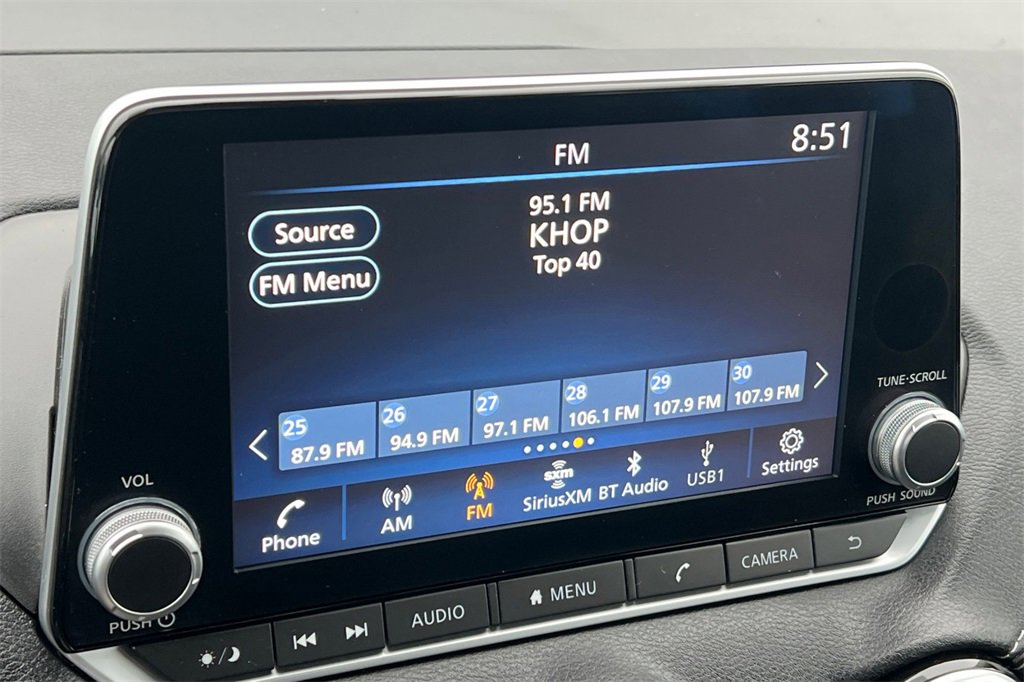 FM
8:51
95.1 FM
KHOP
Top 40
Source
FM Menu
25 87.9 FM
26 94.9 FM
27 97.1 FM
28 106.1 FM
29 107.9 FM
30 107.9 FM
Phone
AM
FM
sxm
SiriusXM
BT Audio
USB1
Settings
VOL
PUSH
TUNE·SCROLL
PUSH SOUND
AUDIO
MENU
CAMERA